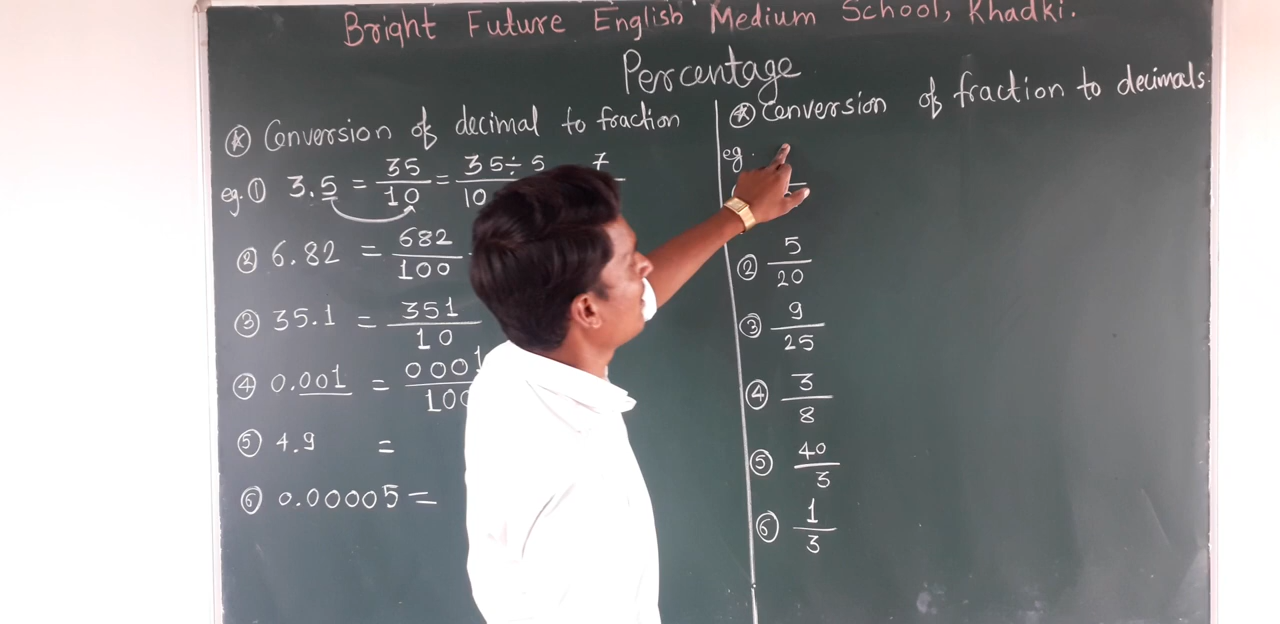 Bright Future English Medium School, Khadki.
Percentage
* Conversion of decimal to fraction
eg. ① 3.5 = 35/10 = 35÷5/10 7
② 6.82 = 682/100
③ 35.1 = 351/10
④ 0.001 = 0001/100
⑤ 4.9 =
⑥ 0.00005 =
* Conversion of fraction to decimals.
eg.
② 5/20
③ 9/25
④ 3/8
⑤ 40/3
⑥ 1/3